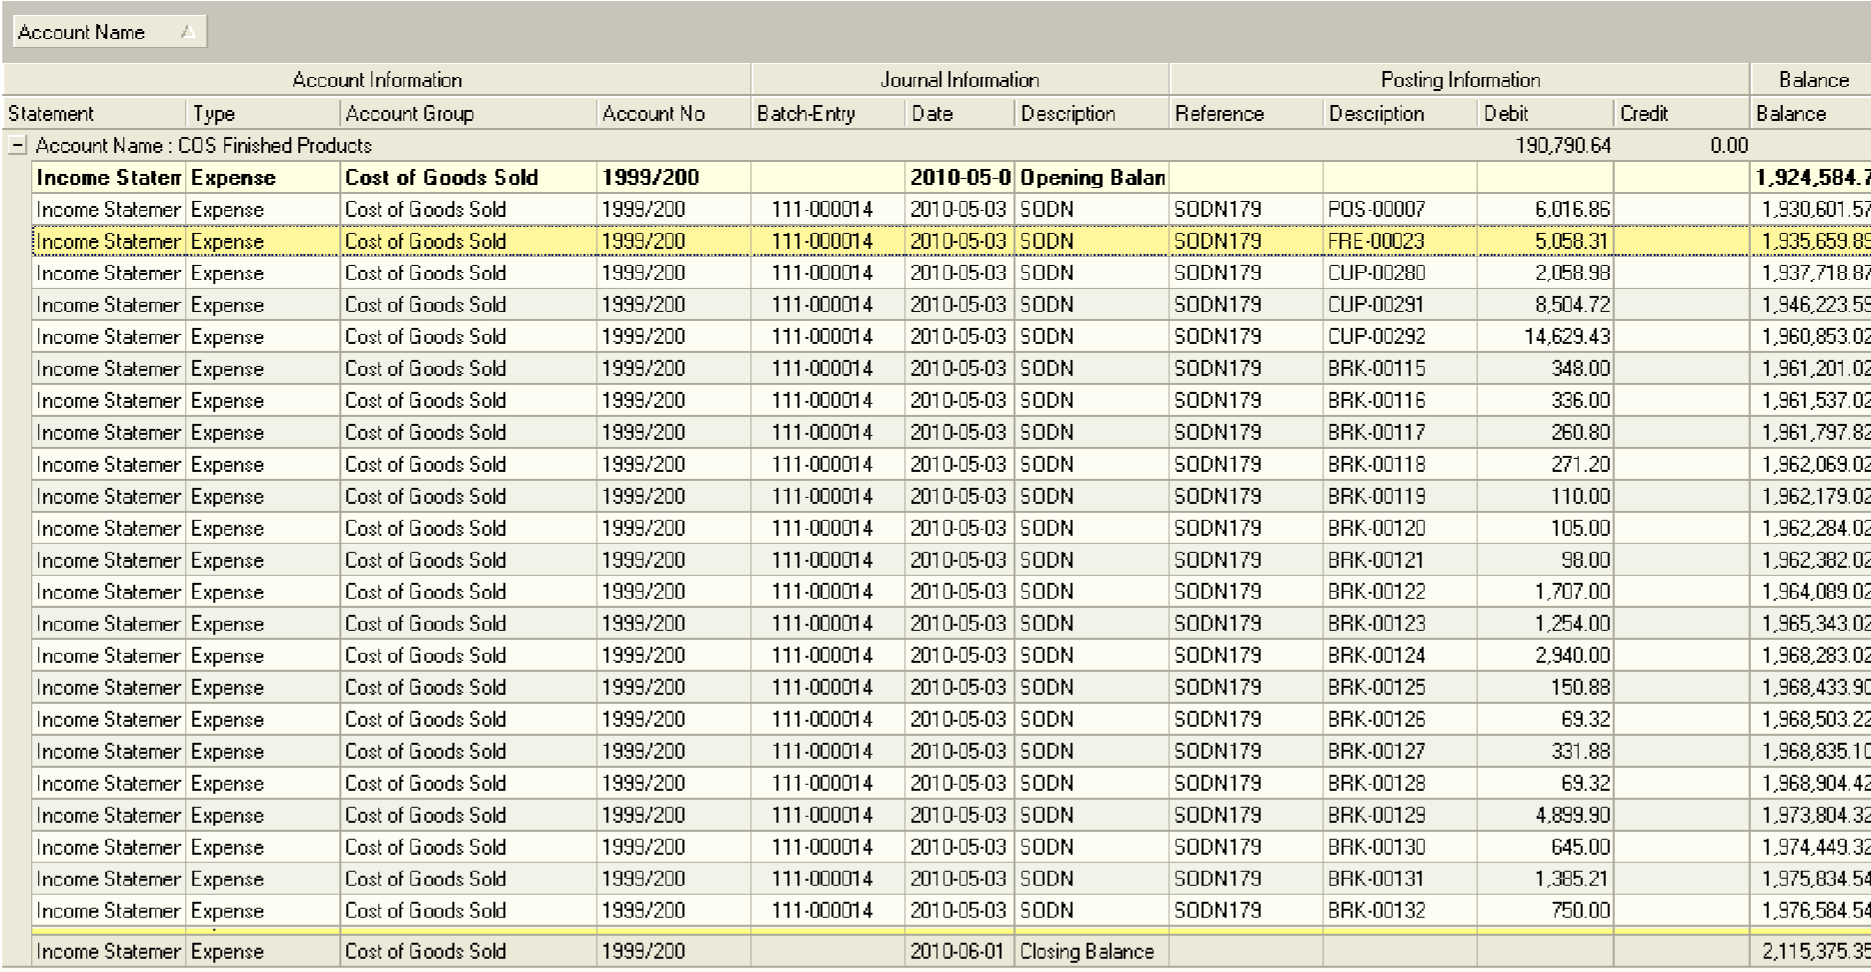 Account Name
Account Information Journal Information Posting Information Balance
Statement Type Account Group Account No Batch-Entry Date Description Reference Description Debit Credit Balance
Account Name : COS Finished Products 190,790.64 0.00
Income Statem Expense Cost of Goods Sold 1999/200 2010-05-0 Opening Balan 1,924,584.7
Income Statemer Expense Cost of Goods Sold 1999/200 111-000014 2010-05-03 SODN SODN179 POS-00007 6,016.86 1,930,601.57
Income Statemer Expense Cost of Goods Sold 1999/200 111-000014 2010-05-03 SODN SODN179 FRE-00023 5,058.31 1,935,659.89
Income Statemer Expense Cost of Goods Sold 1999/200 111-000014 2010-05-03 SODN SODN179 CUP-00280 2,058.98 1,937,718.87
Income Statemer Expense Cost of Goods Sold 1999/200 111-000014 2010-05-03 SODN SODN179 CUP-00291 8,504.72 1,946,223.59
Income Statemer Expense Cost of Goods Sold 1999/200 111-000014 2010-05-03 SODN SODN179 CUP-00292 14,629.43 1,960,853.02
Income Statemer Expense Cost of Goods Sold 1999/200 111-000014 2010-05-03 SODN SODN179 BRK-00115 348.00 1,961,201.02
Income Statemer Expense Cost of Goods Sold 1999/200 111-000014 2010-05-03 SODN SODN179 BRK-00116 336.00 1,961,537.02
Income Statemer Expense Cost of Goods Sold 1999/200 111-000014 2010-05-03 SODN SODN179 BRK-00117 260.80 1,961,797.82
Income Statemer Expense Cost of Goods Sold 1999/200 111-000014 2010-05-03 SODN SODN179 BRK-00118 271.20 1,962,069.02
Income Statemer Expense Cost of Goods Sold 1999/200 111-000014 2010-05-03 SODN SODN179 BRK-00119 110.00 1,962,179.02
Income Statemer Expense Cost of Goods Sold 1999/200 111-000014 2010-05-03 SODN SODN179 BRK-00120 105.00 1,962,284.02
Income Statemer Expense Cost of Goods Sold 1999/200 111-000014 2010-05-03 SODN SODN179 BRK-00121 98.00 1,962,382.02
Income Statemer Expense Cost of Goods Sold 1999/200 111-000014 2010-05-03 SODN SODN179 BRK-00122 1,707.00 1,964,089.02
Income Statemer Expense Cost of Goods Sold 1999/200 111-000014 2010-05-03 SODN SODN179 BRK-00123 1,254.00 1,965,343.02
Income Statemer Expense Cost of Goods Sold 1999/200 111-000014 2010-05-03 SODN SODN179 BRK-00124 2,940.00 1,968,283.02
Income Statemer Expense Cost of Goods Sold 1999/200 111-000014 2010-05-03 SODN SODN179 BRK-00125 150.88 1,968,433.90
Income Statemer Expense Cost of Goods Sold 1999/200 111-000014 2010-05-03 SODN SODN179 BRK-00126 69.32 1,968,503.22
Income Statemer Expense Cost of Goods Sold 1999/200 111-000014 2010-05-03 SODN SODN179 BRK-00127 331.88 1,968,835.10
Income Statemer Expense Cost of Goods Sold 1999/200 111-000014 2010-05-03 SODN SODN179 BRK-00128 69.32 1,968,904.42
Income Statemer Expense Cost of Goods Sold 1999/200 111-000014 2010-05-03 SODN SODN179 BRK-00129 4,899.90 1,973,804.32
Income Statemer Expense Cost of Goods Sold 1999/200 111-000014 2010-05-03 SODN SODN179 BRK-00130 645.00 1,974,449.32
Income Statemer Expense Cost of Goods Sold 1999/200 111-000014 2010-05-03 SODN SODN179 BRK-00131 1,385.21 1,975,834.54
Income Statemer Expense Cost of Goods Sold 1999/200 111-000014 2010-05-03 SODN SODN179 BRK-00132 750.00 1,976,584.54
Income Statemer Expense Cost of Goods Sold 1999/200 2010-06-01 Closing Balance 2,115,375.35